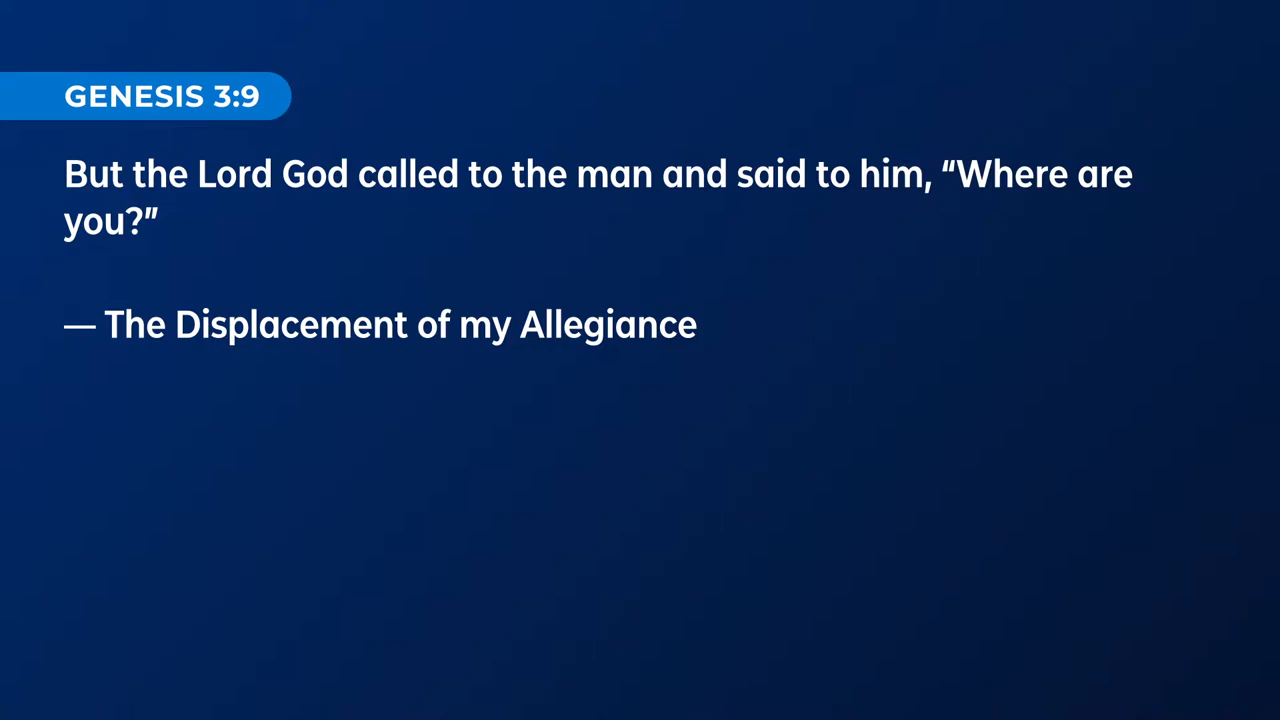 GENESIS 3:9
But the Lord God called to the man and said to him, “Where are
you?”
— The Displacement of my Allegiance